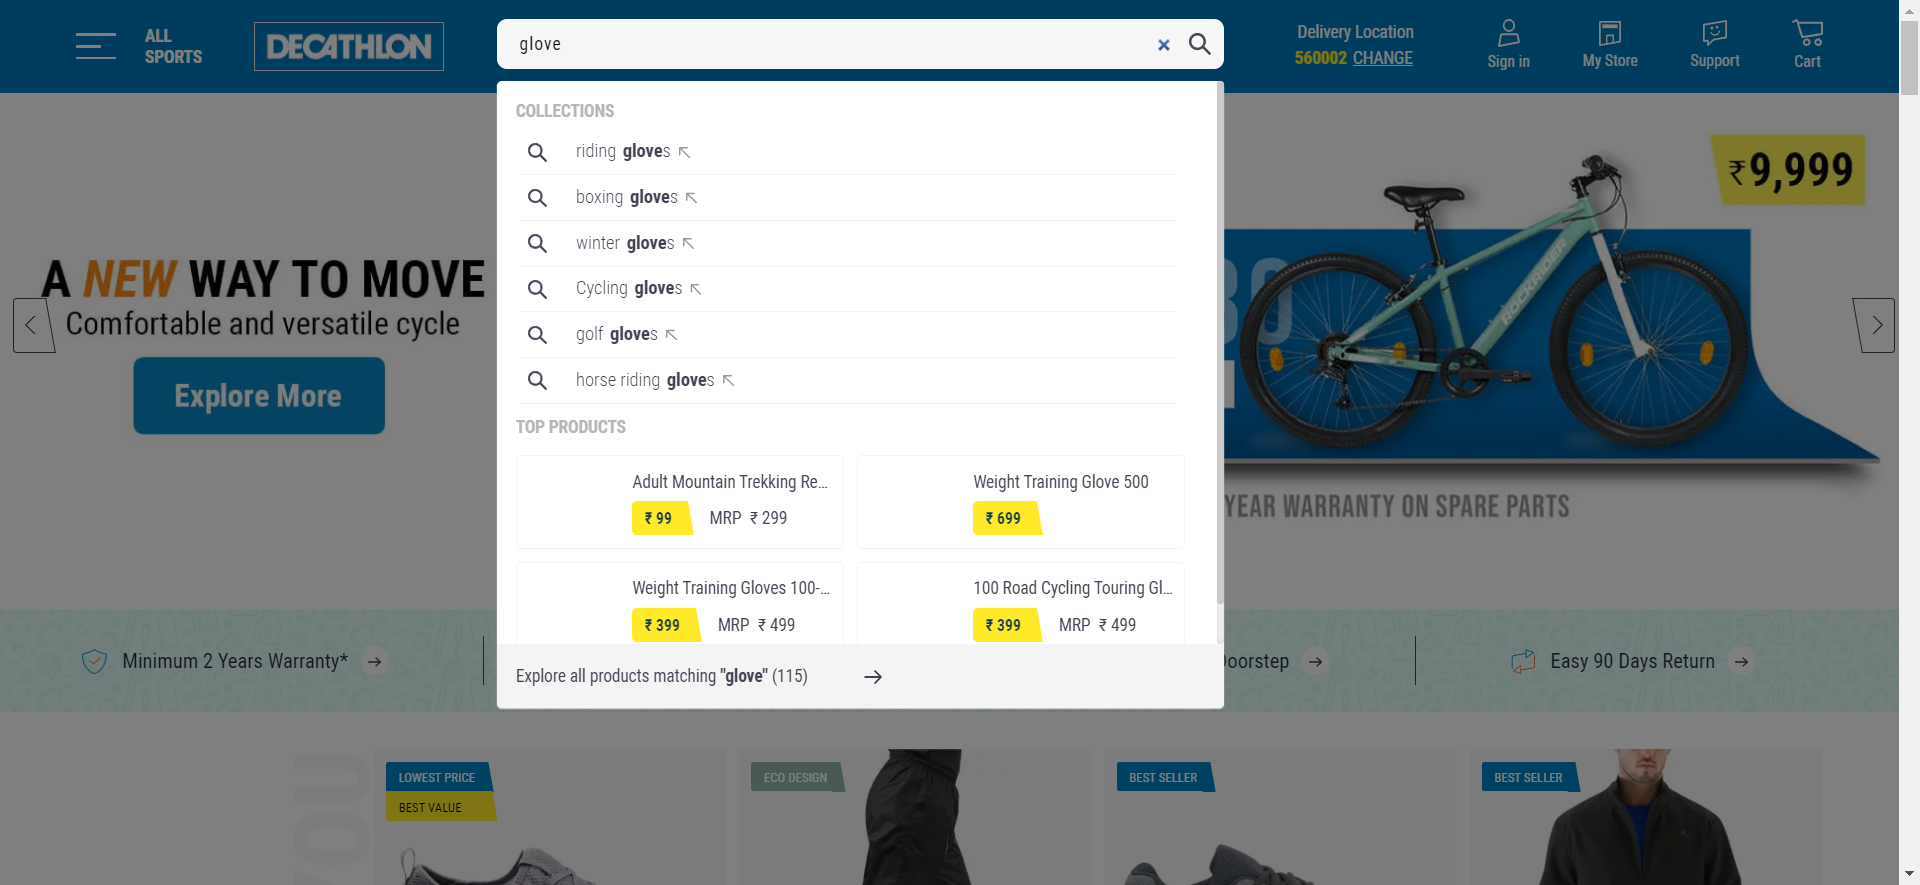 ALL
SPORTS
DECATHLON
glove
Delivery Location
560002 CHANGE
Sign in
My Store
Support
Cart
COLLECTIONS
riding gloves
boxing gloves
winter gloves
Cycling gloves
golf gloves
horse riding gloves
TOP PRODUCTS
Adult Mountain Trekking Re...
₹ 99 MRP ₹ 299
Weight Training Glove 500
₹ 699
Weight Training Gloves 100-...
₹ 399 MRP ₹ 499
100 Road Cycling Touring Gl...
₹ 399 MRP ₹ 499
Explore all products matching "glove" (115)
A NEW WAY TO MOVE
Comfortable and versatile cycle
Explore More
₹9,999
ROCKRIDER
YEAR WARRANTY ON SPARE PARTS
Minimum 2 Years Warranty*
Doorstep
Easy 90 Days Return
YOU
LOWEST PRICE
BEST VALUE
ECO DESIGN
BEST SELLER
BEST SELLER